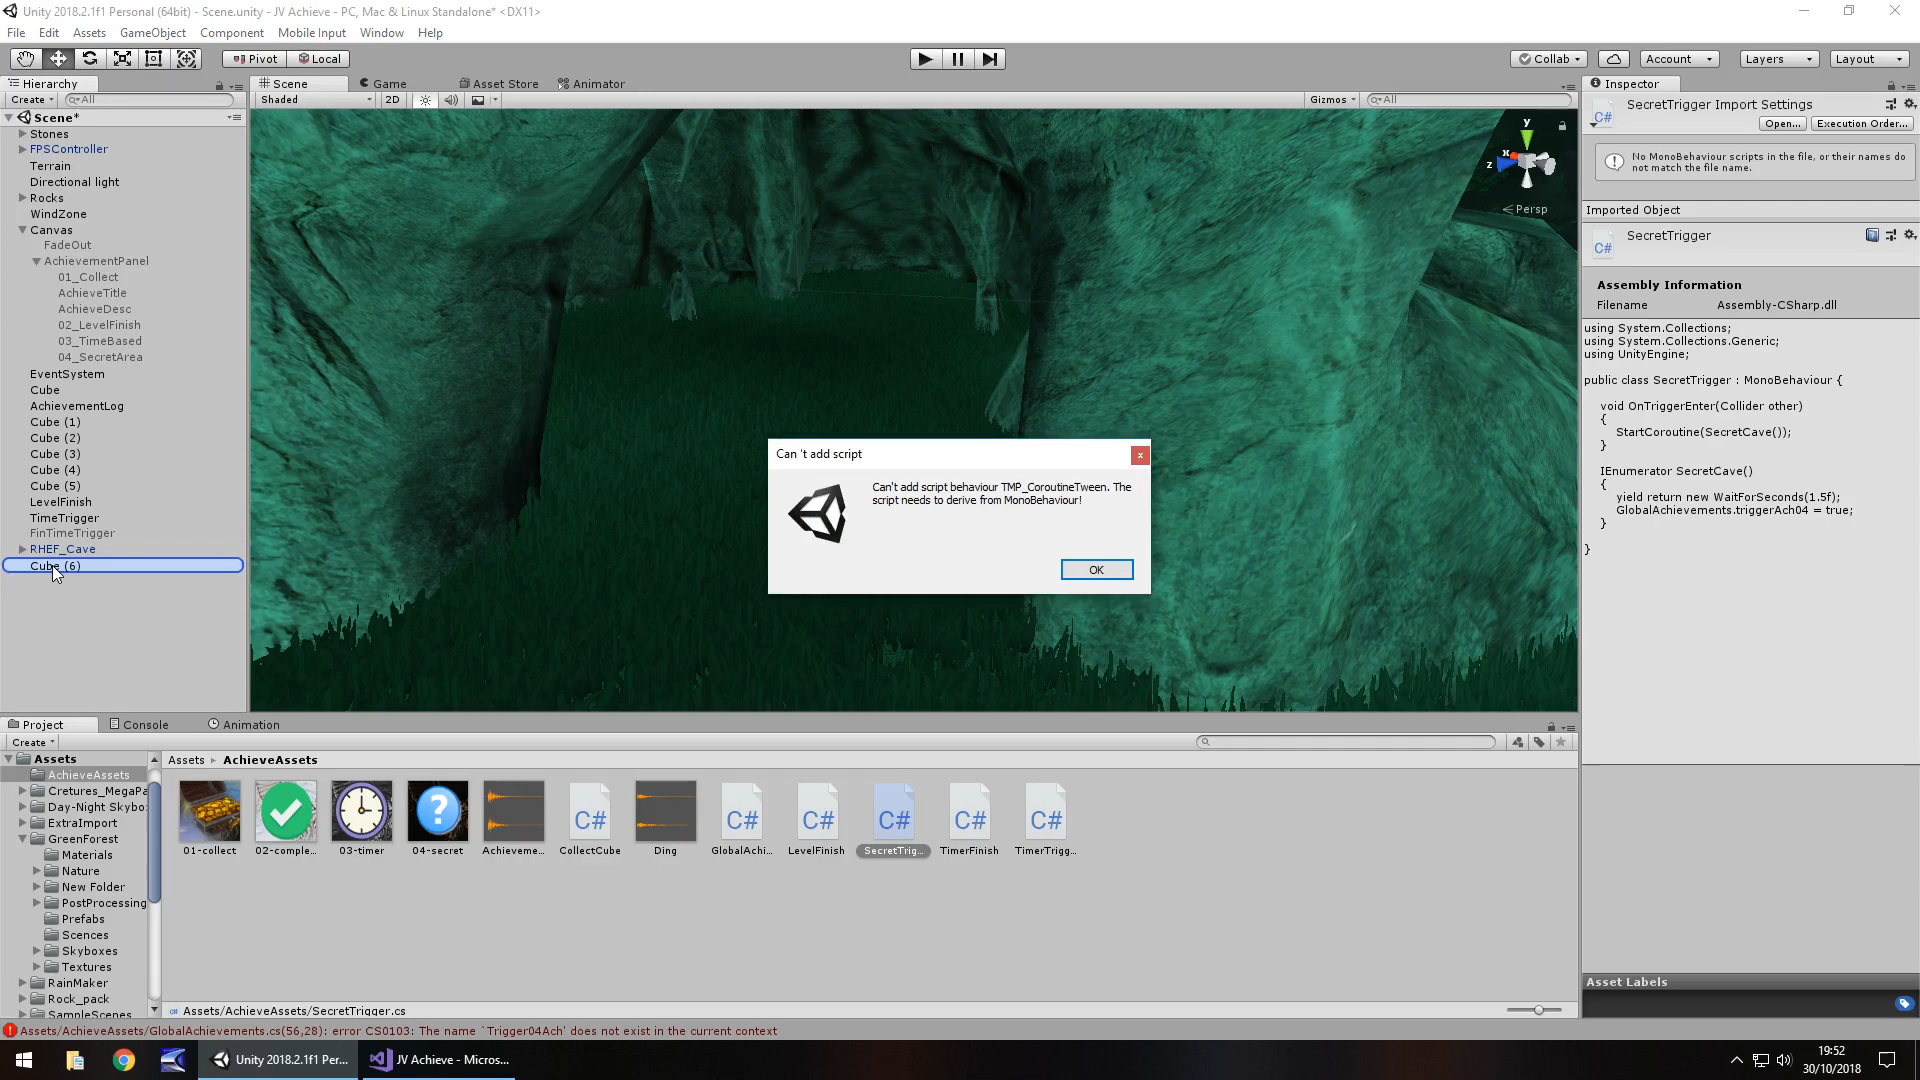 Unity 2018.2.1f1 Personal (64bit) - Scene.unity - JV Achieve - PC, Mac & Linux Standalone* <DX11>
File Edit Assets GameObject Component Mobile Input Window Help
Pivot Local Collab Account Layers Layout
Hierarchy
Create All
Scene*
Stones
FPSController
Terrain
Directional light
Rocks
WindZone
Canvas
FadeOut
AchievementPanel
01_Collect
AchieveTitle
AchieveDesc
02_LevelFinish
03_TimeBased
04_SecretArea
EventSystem
Cube
AchievementLog
Cube (1)
Cube (2)
Cube (3)
Cube (4)
Cube (5)
LevelFinish
TimeTrigger
FinTimeTrigger
RHEF_Cave
Cube (6)
Scene Game Asset Store Animator
Shaded 2D Gizmos All
y
x
z
Persp
Can 't add script
x
Can't add script behaviour TMP_CoroutineTween. The
script needs to derive from MonoBehaviour!
OK
Inspector
SecretTrigger Import Settings
C#
Open... Execution Order...
No MonoBehaviour scripts in the file, or their names do
not match the file name.
Imported Object
SecretTrigger
C#
Assembly Information
Filename Assembly-CSharp.dll
using System.Collections;
using System.Collections.Generic;
using UnityEngine;
public class SecretTrigger : MonoBehaviour {
void OnTriggerEnter(Collider other)
{
StartCoroutine(SecretCave());
}
IEnumerator SecretCave()
{
yield return new WaitForSeconds(1.5f);
GlobalAchievements.triggerAch04 = true;
}
}
Asset Labels
Project Console Animation
Create
Assets
AchieveAssets
Cretures_MegaPa
Day-Night Skybo
ExtraImport
GreenForest
Materials
Nature
New Folder
PostProcessing
Prefabs
Scences
Skyboxes
Textures
RainMaker
Rock_pack
SampleScenes
Assets AchieveAssets
C# C# C# C# C# C#
01-collect 02-comple... 03-timer 04-secret Achieveme... CollectCube Ding GlobalAchi... LevelFinish SecretTrig... TimerFinish TimerTrigg...
Assets/AchieveAssets/SecretTrigger.cs
Assets/AchieveAssets/GlobalAchievements.cs(56,28): error CS0103: The name `Trigger04Ach' does not exist in the current context
Unity 2018.2.1f1 Per... JV Achieve - Micros...
19:52
30/10/2018